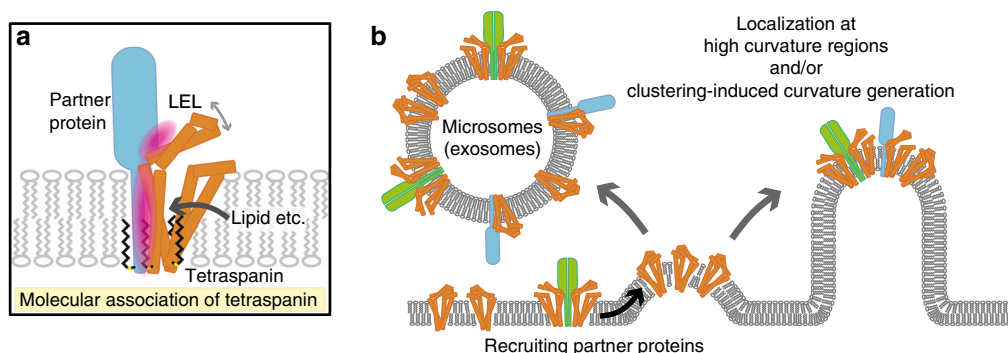 a
Partner
protein
LEL
Lipid etc.
Tetraspanin
Molecular association of tetraspanin
b
Localization at
high curvature regions
and/or
clustering-induced curvature generation
Microsomes
(exosomes)
Recruiting partner proteins